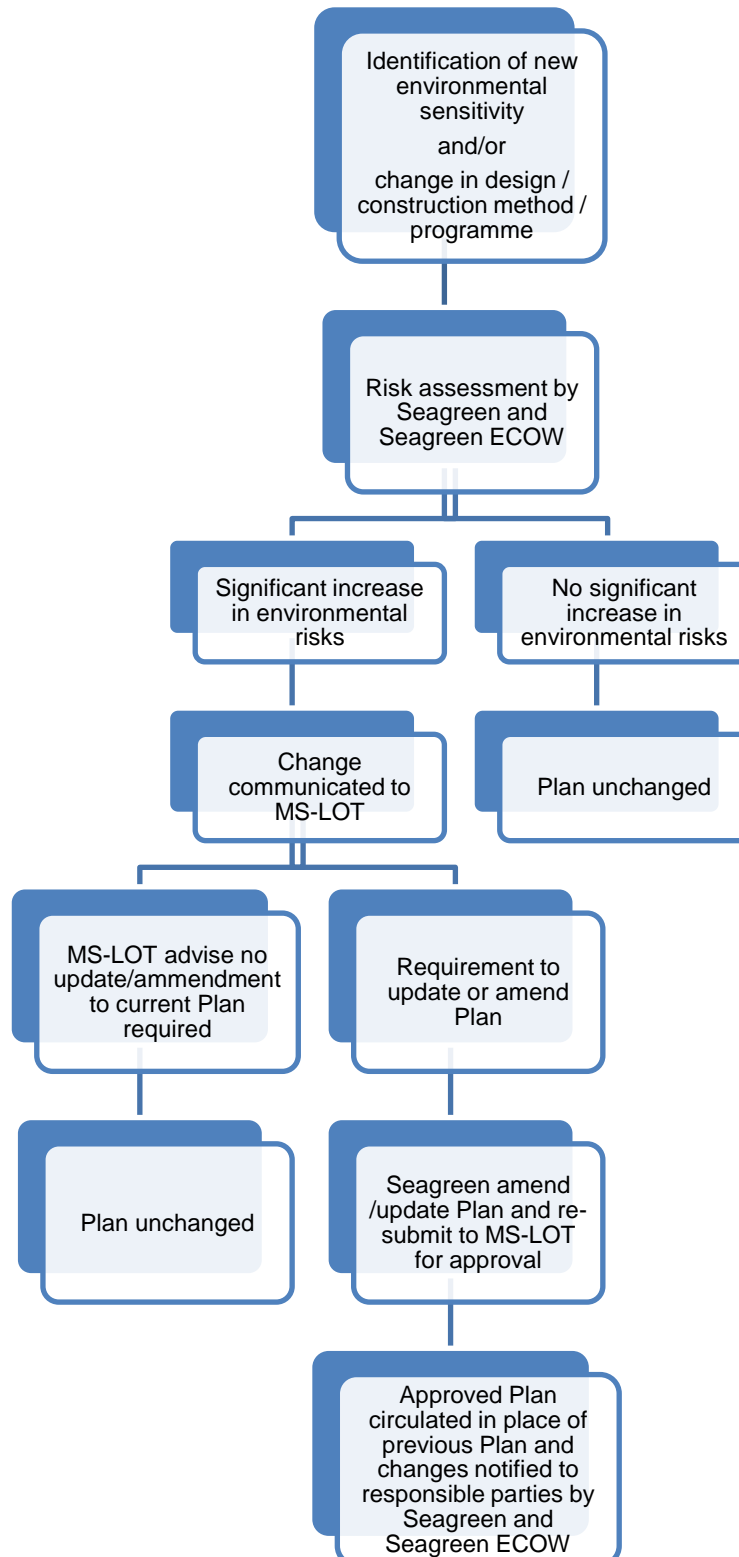 Identification of new
environmental
sensitivity
and/or
change in design /
construction method /
programme
Risk assessment by
Seagreen and
Seagreen ECOW
Significant increase
in environmental
risks
No significant
increase in
environmental risks
Change
communicated to
MS-LOT
Plan unchanged
MS-LOT advise no
update/ammendment
to current Plan
required
Requirement to
update or amend
Plan
Plan unchanged
Seagreen amend
/update Plan and re-
submit to MS-LOT
for approval
Approved Plan
circulated in place of
previous Plan and
changes notified to
responsible parties by
Seagreen and
Seagreen ECOW